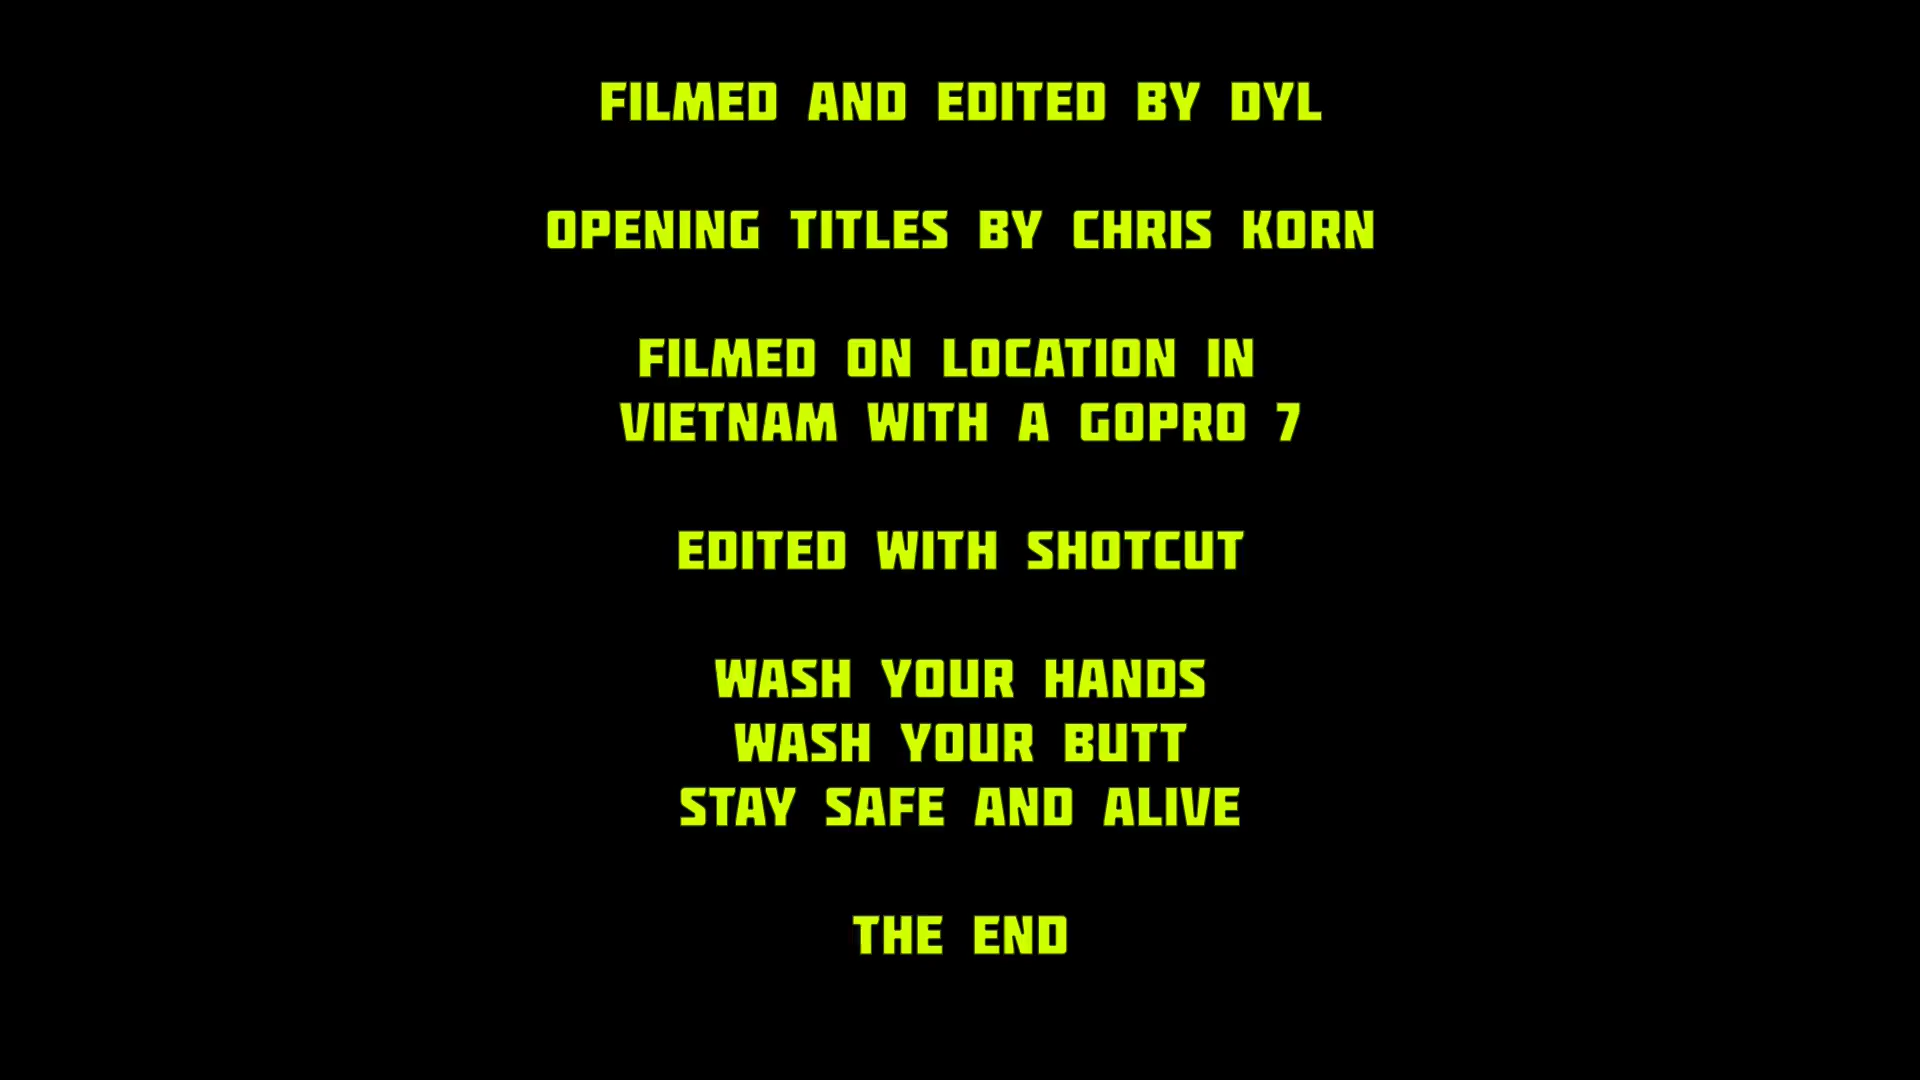 FILMED AND EDITED BY DYL
OPENING TITLES BY CHRIS KORN
FILMED ON LOCATION IN
VIETNAM WITH A GOPRO 7
EDITED WITH SHOTCUT
WASH YOUR HANDS
WASH YOUR BUTT
STAY SAFE AND ALIVE
THE END